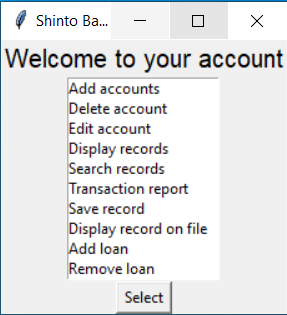 Shinto Ba...
Welcome to your account
Add accounts
Delete account
Edit account
Display records
Search records
Transaction report
Save record
Display record on file
Add loan
Remove loan
Select